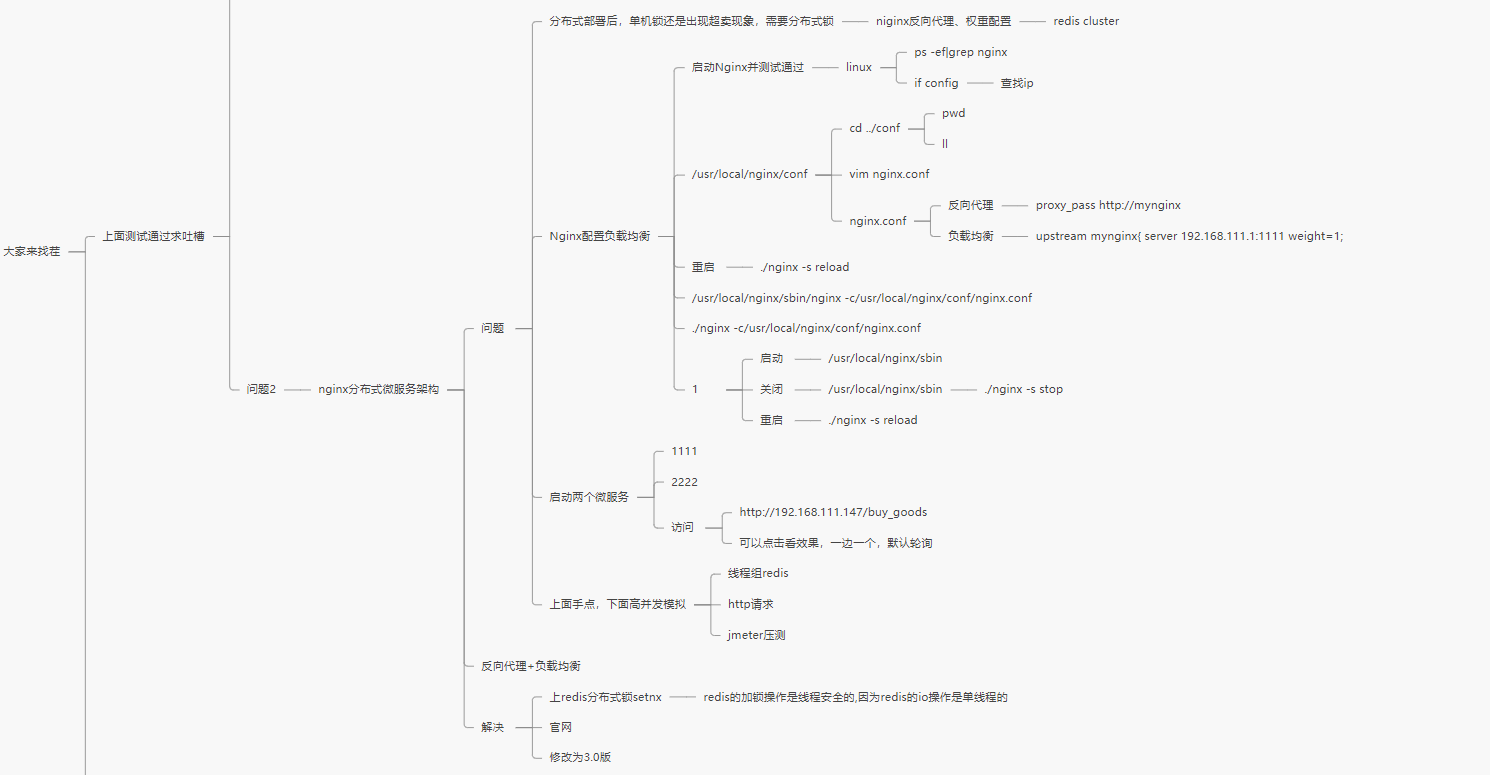 大家来找茬
上面测试通过求吐槽
问题2
nginx分布式微服务架构
问题
分布式部署后，单机锁还是出现超卖现象，需要分布式锁
niginx反向代理、权重配置
redis cluster
Nginx配置负载均衡
启动Nginx并测试通过
linux
ps -ef|grep nginx
if config
查找ip
/usr/local/nginx/conf
cd ../conf
pwd
ll
vim nginx.conf
nginx.conf
反向代理
proxy_pass http://mynginx
负载均衡
upstream mynginx{ server 192.168.111.1:1111 weight=1;
重启
./nginx -s reload
/usr/local/nginx/sbin/nginx -c/usr/local/nginx/conf/nginx.conf
./nginx -c/usr/local/nginx/conf/nginx.conf
1
启动
/usr/local/nginx/sbin
关闭
/usr/local/nginx/sbin
./nginx -s stop
重启
./nginx -s reload
启动两个微服务
1111
2222
访问
http://192.168.111.147/buy_goods
可以点击看效果，一边一个，默认轮询
上面手点，下面高并发模拟
线程组redis
http请求
jmeter压测
反向代理+负载均衡
解决
上redis分布式锁setnx
redis的加锁操作是线程安全的,因为redis的io操作是单线程的
官网
修改为3.0版